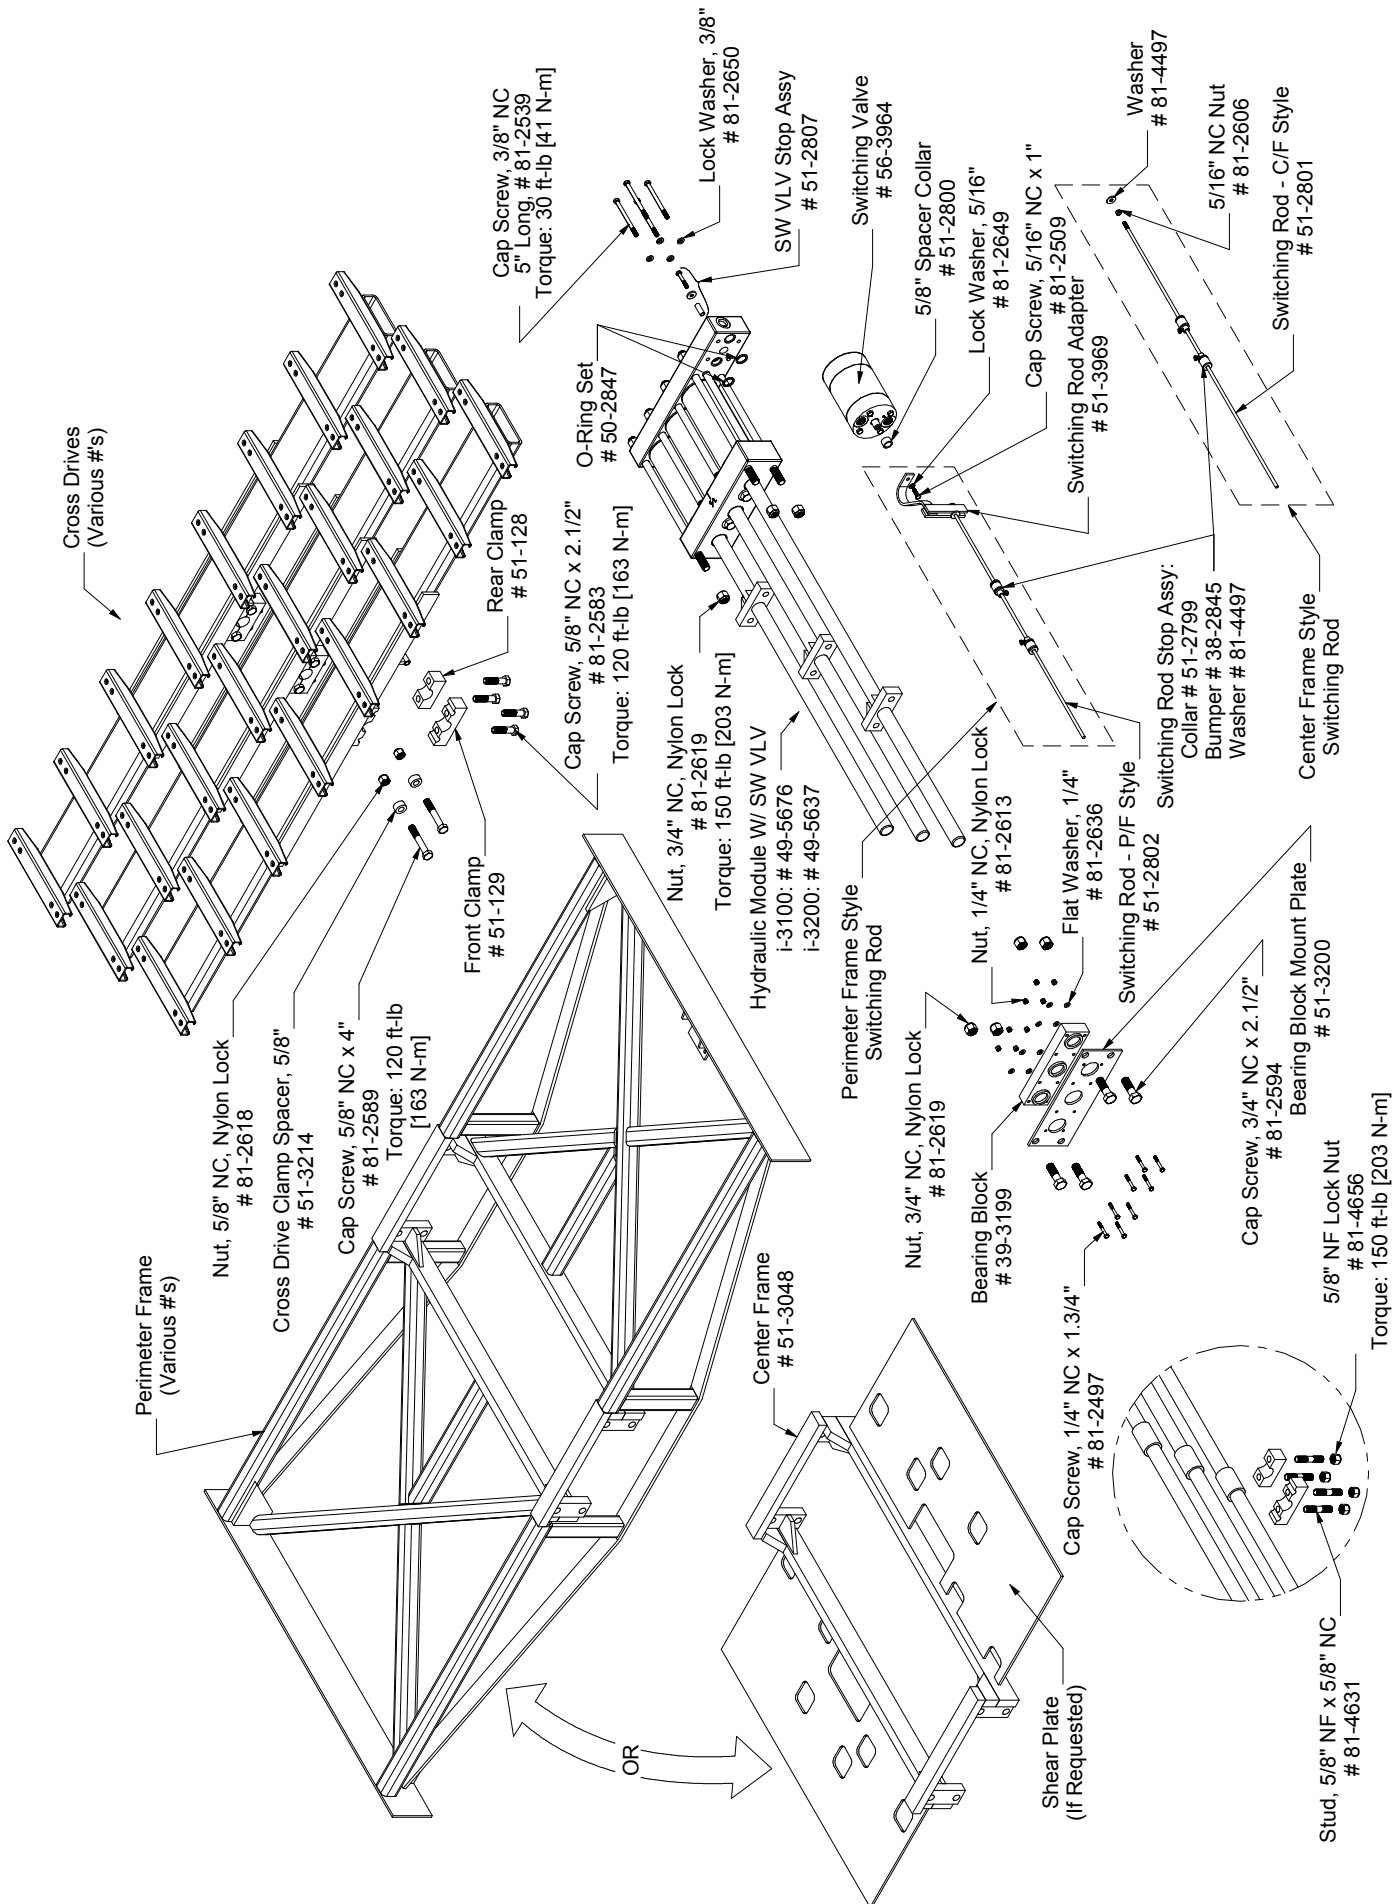 Cross Drives
(Various #'s)
Cap Screw, 3/8" NC
5" Long, # 81-2539
Torque: 30 ft-lb [41 N-m]
Lock Washer, 3/8"
# 81-2650
SW VLV Stop Assy
# 51-2807
O-Ring Set
# 50-2847
Switching Valve
# 56-3964
5/8" Spacer Collar
# 51-2800
Lock Washer, 5/16"
# 81-2649
Cap Screw, 5/16" NC x 1"
# 81-2509
Switching Rod Adapter
# 51-3969
Washer
# 81-4497
5/16" NC Nut
# 81-2606
Switching Rod - C/F Style
# 51-2801
Rear Clamp
# 51-128
Cap Screw, 5/8" NC x 2.1/2"
# 81-2583
Torque: 120 ft-lb [163 N-m]
Front Clamp
# 51-129
Nut, 3/4" NC, Nylon Lock
# 81-2619
Torque: 150 ft-lb [203 N-m]
Hydraulic Module W/ SW VLV
i-3100: # 49-5676
i-3200: # 49-5637
Perimeter Frame Style
Switching Rod
Switching Rod Stop Assy:
Collar # 51-2799
Bumper # 38-2845
Washer # 81-4497
Center Frame Style
Switching Rod
Nut, 1/4" NC, Nylon Lock
# 81-2613
Flat Washer, 1/4"
# 81-2636
Switching Rod - P/F Style
# 51-2802
Perimeter Frame
(Various #'s)
Nut, 5/8" NC, Nylon Lock
# 81-2618
Cross Drive Clamp Spacer, 5/8"
# 51-3214
Cap Screw, 5/8" NC x 4"
# 81-2589
Torque: 120 ft-lb
[163 N-m]
Nut, 3/4" NC, Nylon Lock
# 81-2619
Bearing Block
# 39-3199
Cap Screw, 3/4" NC x 2.1/2"
# 81-2594
Bearing Block Mount Plate
# 51-3200
Center Frame
# 51-3048
Cap Screw, 1/4" NC x 1.3/4"
# 81-2497
5/8" NF Lock Nut
# 81-4656
Torque: 150 ft-lb [203 N-m]
OR
Shear Plate
(If Requested)
Stud, 5/8" NF x 5/8" NC
# 81-4631